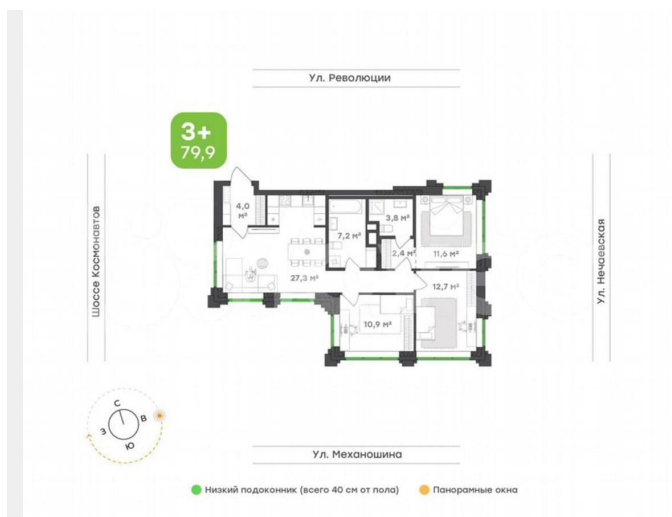 Ул. Революции
3+
79,9
Шоссе Космонавтов
Ул. Нечаевская
4,0
м²
7,2 м²
3,8 м²
2,4 м²
11,6 м²
27,3 м²
12,7 м²
10,9 м²
С
В
З
Ю
Ул. Механошина
Низкий подоконник (всего 40 см от пола)
Панорамные окна